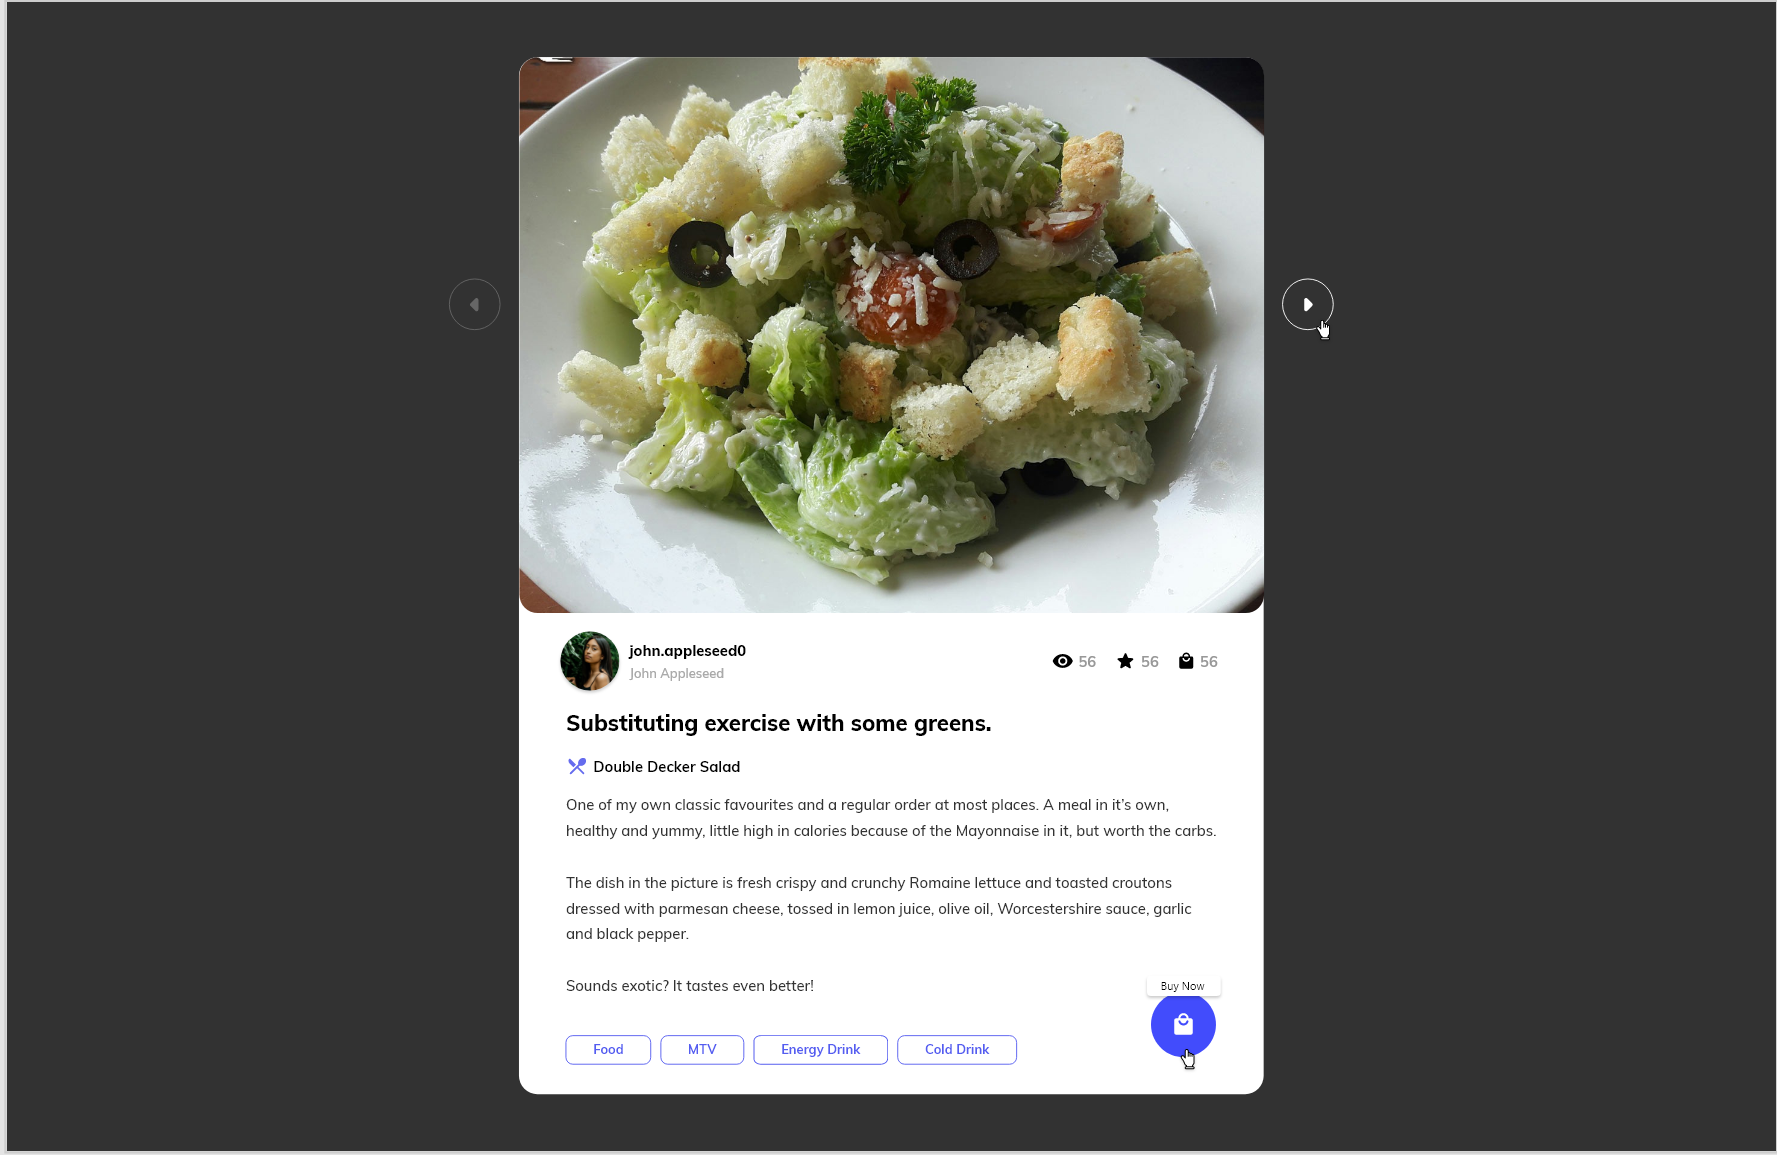 john.appleseed0
John Appleseed
56 56 56
Substituting exercise with some greens.
Double Decker Salad
One of my own classic favourites and a regular order at most places. A meal in it’s own,
healthy and yummy, little high in calories because of the Mayonnaise in it, but worth the carbs.
The dish in the picture is fresh crispy and crunchy Romaine lettuce and toasted croutons
dressed with parmesan cheese, tossed in lemon juice, olive oil, Worcestershire sauce, garlic
and black pepper.
Sounds exotic? It tastes even better!
Buy Now
Food MTV Energy Drink Cold Drink